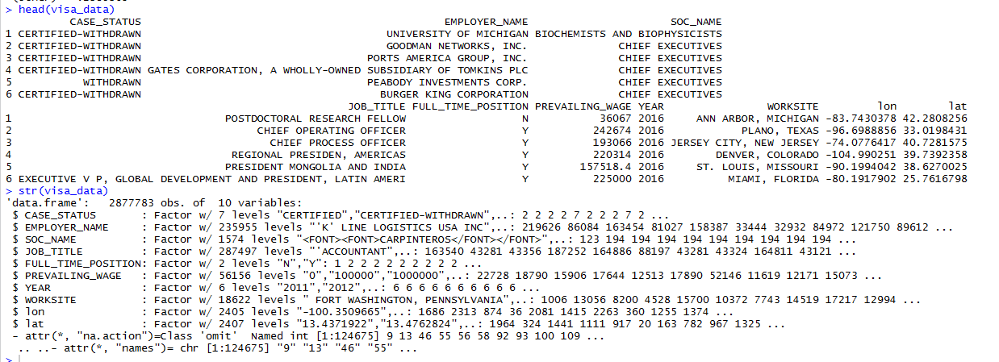 > head(visa_data)
CASE_STATUS EMPLOYER_NAME SOC_NAME
1 CERTIFIED-WITHDRAWN UNIVERSITY OF MICHIGAN BIOCHEMISTS AND BIOPHYSICISTS
2 CERTIFIED-WITHDRAWN GOODMAN NETWORKS, INC. CHIEF EXECUTIVES
3 CERTIFIED-WITHDRAWN PORTS AMERICA GROUP, INC. CHIEF EXECUTIVES
4 CERTIFIED-WITHDRAWN GATES CORPORATION, A WHOLLY-OWNED SUBSIDIARY OF TOMKINS PLC CHIEF EXECUTIVES
5 WITHDRAWN PEABODY INVESTMENTS CORP. CHIEF EXECUTIVES
6 CERTIFIED-WITHDRAWN BURGER KING CORPORATION CHIEF EXECUTIVES
JOB_TITLE FULL_TIME_POSITION PREVAILING_WAGE YEAR WORKSITE lon lat
1 POSTDOCTORAL RESEARCH FELLOW N 36067 2016 ANN ARBOR, MICHIGAN -83.7430378 42.2808256
2 CHIEF OPERATING OFFICER Y 242674 2016 PLANO, TEXAS -96.6988856 33.0198431
3 CHIEF PROCESS OFFICER Y 193066 2016 JERSEY CITY, NEW JERSEY -74.0776417 40.7281575
4 REGIONAL PRESIDEN, AMERICAS Y 220314 2016 DENVER, COLORADO -104.990251 39.7392358
5 PRESIDENT MONGOLIA AND INDIA Y 157518.4 2016 ST. LOUIS, MISSOURI -90.1994042 38.6270025
6 EXECUTIVE V P, GLOBAL DEVELOPMENT AND PRESIDENT, LATIN AMERI Y 225000 2016 MIAMI, FLORIDA -80.1917902 25.7616798
> str(visa_data)
'data.frame': 2877783 obs. of 10 variables:
$ CASE_STATUS : Factor w/ 7 levels "CERTIFIED","CERTIFIED-WITHDRAWN",..: 2 2 2 2 7 2 2 2 7 2 ...
$ EMPLOYER_NAME : Factor w/ 235955 levels "'K' LINE LOGISTICS USA INC",..: 219626 86084 163454 81027 158387 33444 32932 84972 121750 89612 ...
$ SOC_NAME : Factor w/ 1574 levels "<FONT><FONT>CARPINTEROS</FONT></FONT>",..: 123 194 194 194 194 194 194 194 194 194 ...
$ JOB_TITLE : Factor w/ 287497 levels "'ACCOUNTANT",..: 163540 43281 43356 187252 164886 88197 43281 43324 164811 43121 ...
$ FULL_TIME_POSITION: Factor w/ 2 levels "N","Y": 1 2 2 2 2 2 2 2 2 2 ...
$ PREVAILING_WAGE : Factor w/ 56156 levels "0","100000","1000000",..: 22728 18790 15906 17644 12513 17890 52146 11619 12171 15073 ...
$ YEAR : Factor w/ 6 levels "2011","2012",..: 6 6 6 6 6 6 6 6 6 6 ...
$ WORKSITE : Factor w/ 18622 levels " FORT WASHINGTON, PENNSYLVANIA",..: 1006 13056 8200 4528 15700 10372 7743 14519 17217 12994 ...
$ lon : Factor w/ 2405 levels "-100.3509665",..: 1686 2313 874 36 2081 1415 2263 360 1255 1374 ...
$ lat : Factor w/ 2407 levels "13.4371922","13.4762824",..: 1964 324 1441 1111 917 20 163 782 967 1325 ...
- attr(*, "na.action")=Class 'omit' Named int [1:124675] 9 13 46 55 56 58 92 93 100 109 ...
.. ..- attr(*, "names")= chr [1:124675] "9" "13" "46" "55" ...
>